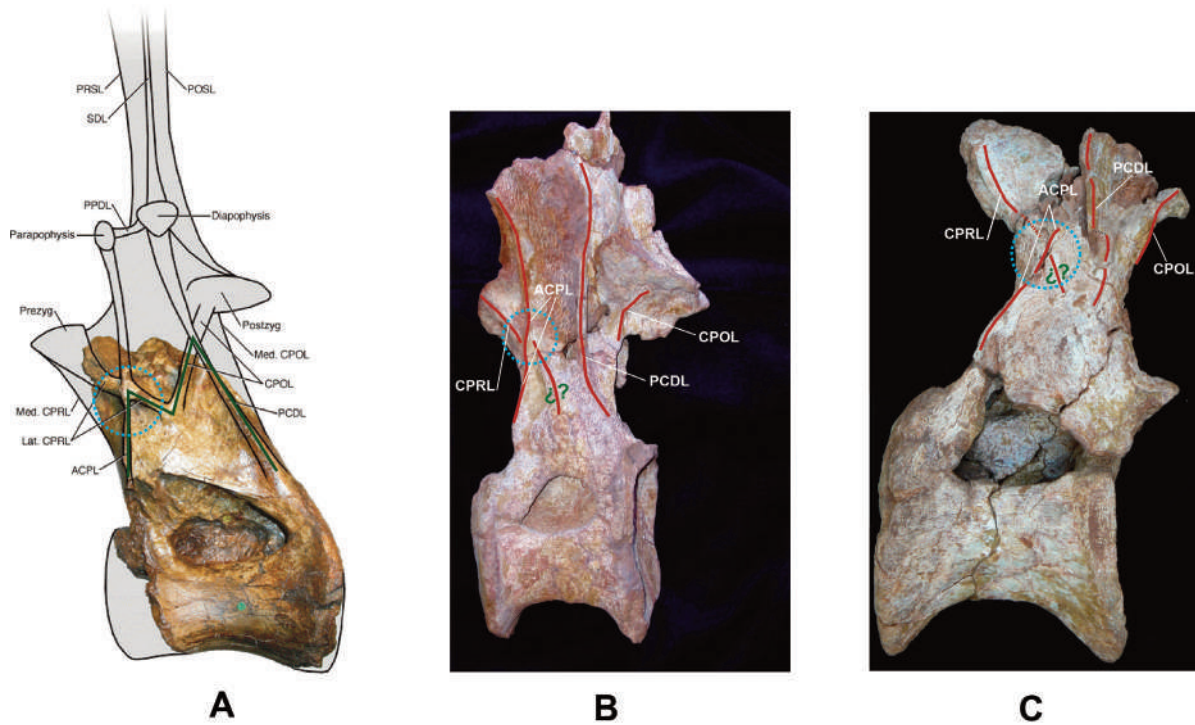 PRSL
POSL
SDL
PPDL
Diapophysis
Parapophysis
Prezyg
Postzyg
Med. CPOL
CPOL
Med. CPRL
PCDL
Lat. CPRL
ACPL
A
ACPL
CPOL
CPRL
PCDL
¿?
B
PCDL
ACPL
CPRL
¿?
CPOL
C